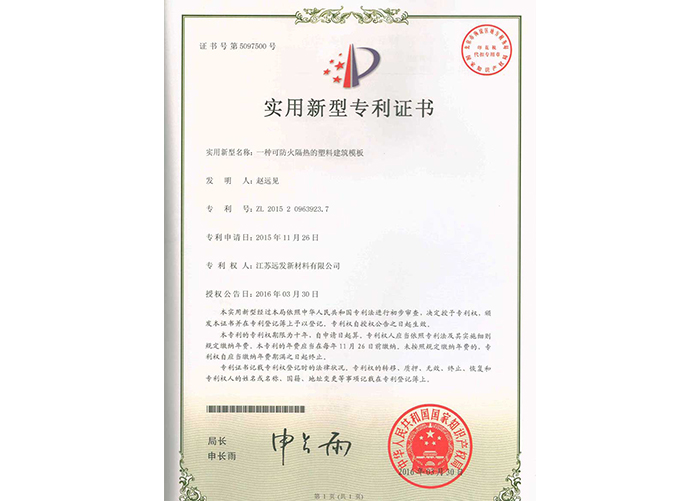 证书号第5097500号
实用新型专利证书
实用新型名称：一种可防火隔热的塑料建筑模板
发 明 人：赵远见
专 利 号：ZL 2015 2 0963923.7
专利申请日：2015年11月26日
专 利 权 人：江苏远发新材料有限公司
授权公告日：2016年03月30日
本实用新型经过本局依照中华人民共和国专利法进行初步审查，决定授予专利权，
颁发本证书并在专利登记簿上予以登记。专利权自授权公告之日起生效。
本专利的专利权期限为十年，自申请日起算。专利权人应当依照专利法及其实施细则
规定缴纳年费。本专利的年费应当在每年11月26日前缴纳。未按照规定缴纳年费的，专
利权自应当缴纳年费期满之日起终止。
专利证书记载专利权登记时的法律状况。专利权的转移、质押、无效、终止、恢复和
专利权人的姓名或名称、国籍、地址变更等事项记载在专利登记簿上。
局长
申长雨
中华人民共和国国家知识产权局
2016年03月30日
第1页（共1页）